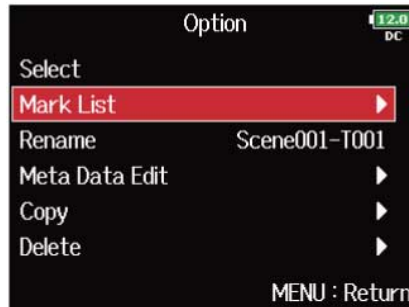 Option
12.0
DC
Select
Mark List
Rename Scene001-T001
Meta Data Edit
Copy
Delete
MENU : Return